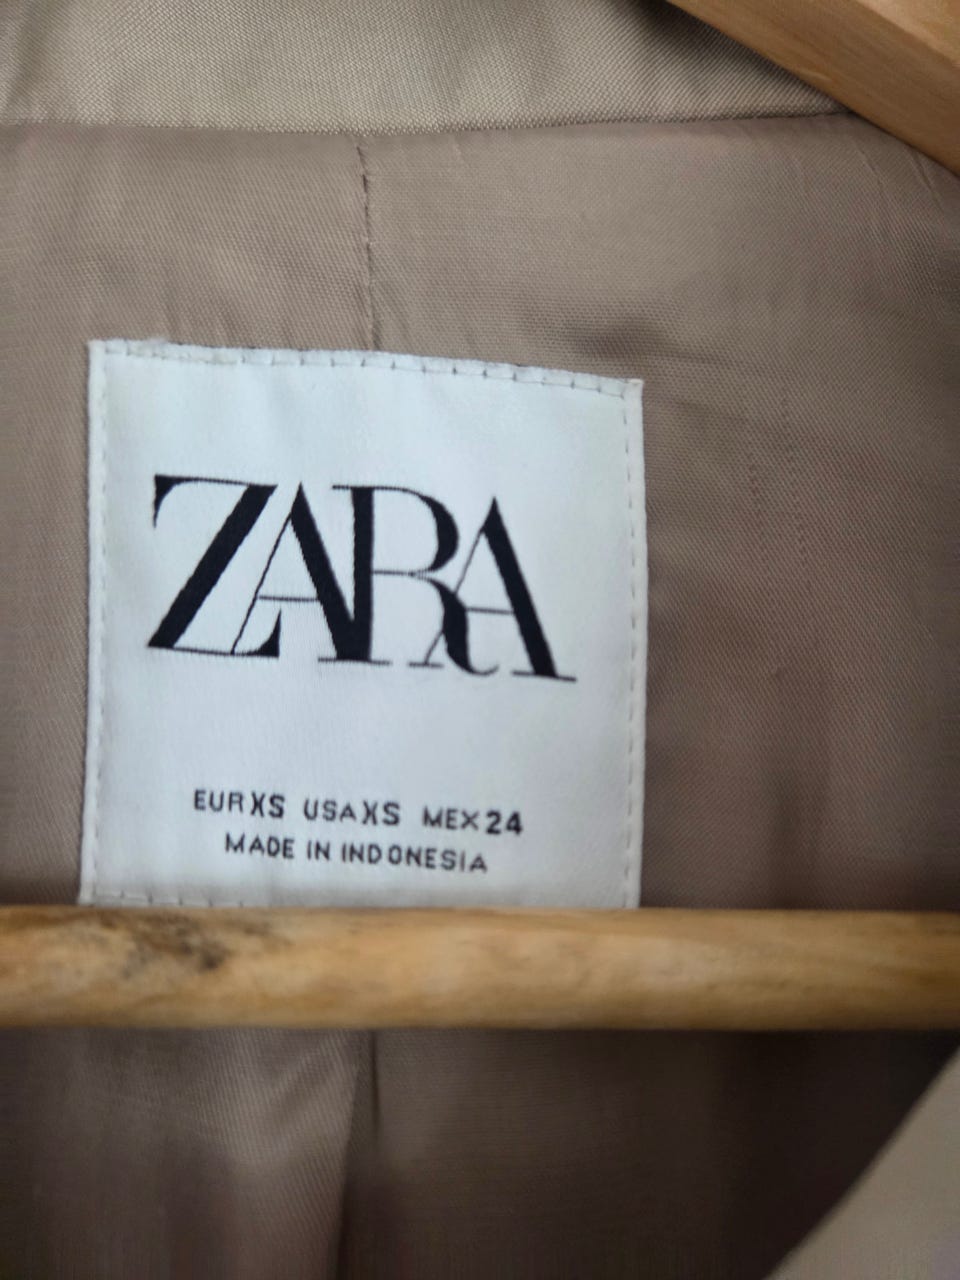 ZARA
EUR XS USA XS MEX 24
MADE IN INDONESIA